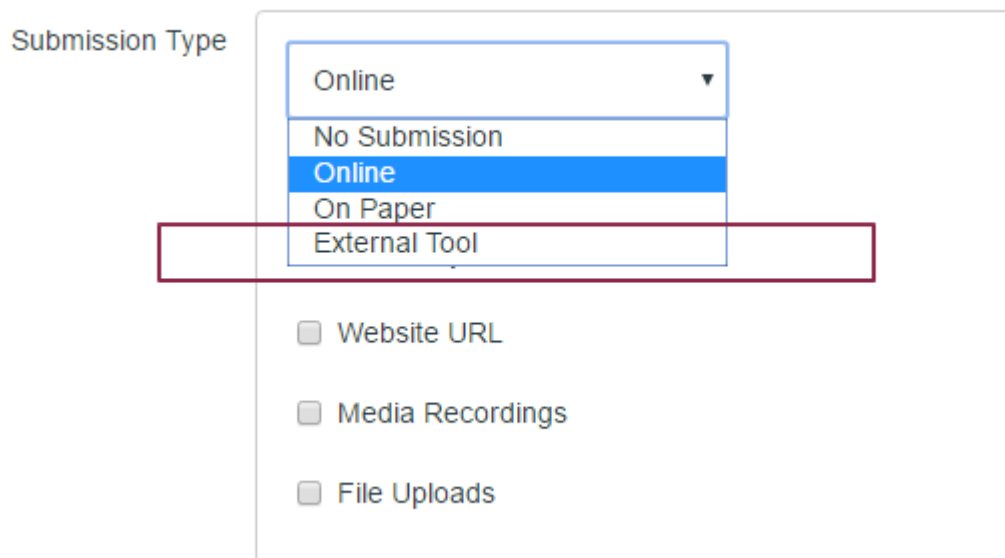 Submission Type
Online
No Submission
Online
On Paper
External Tool
Website URL
Media Recordings
File Uploads